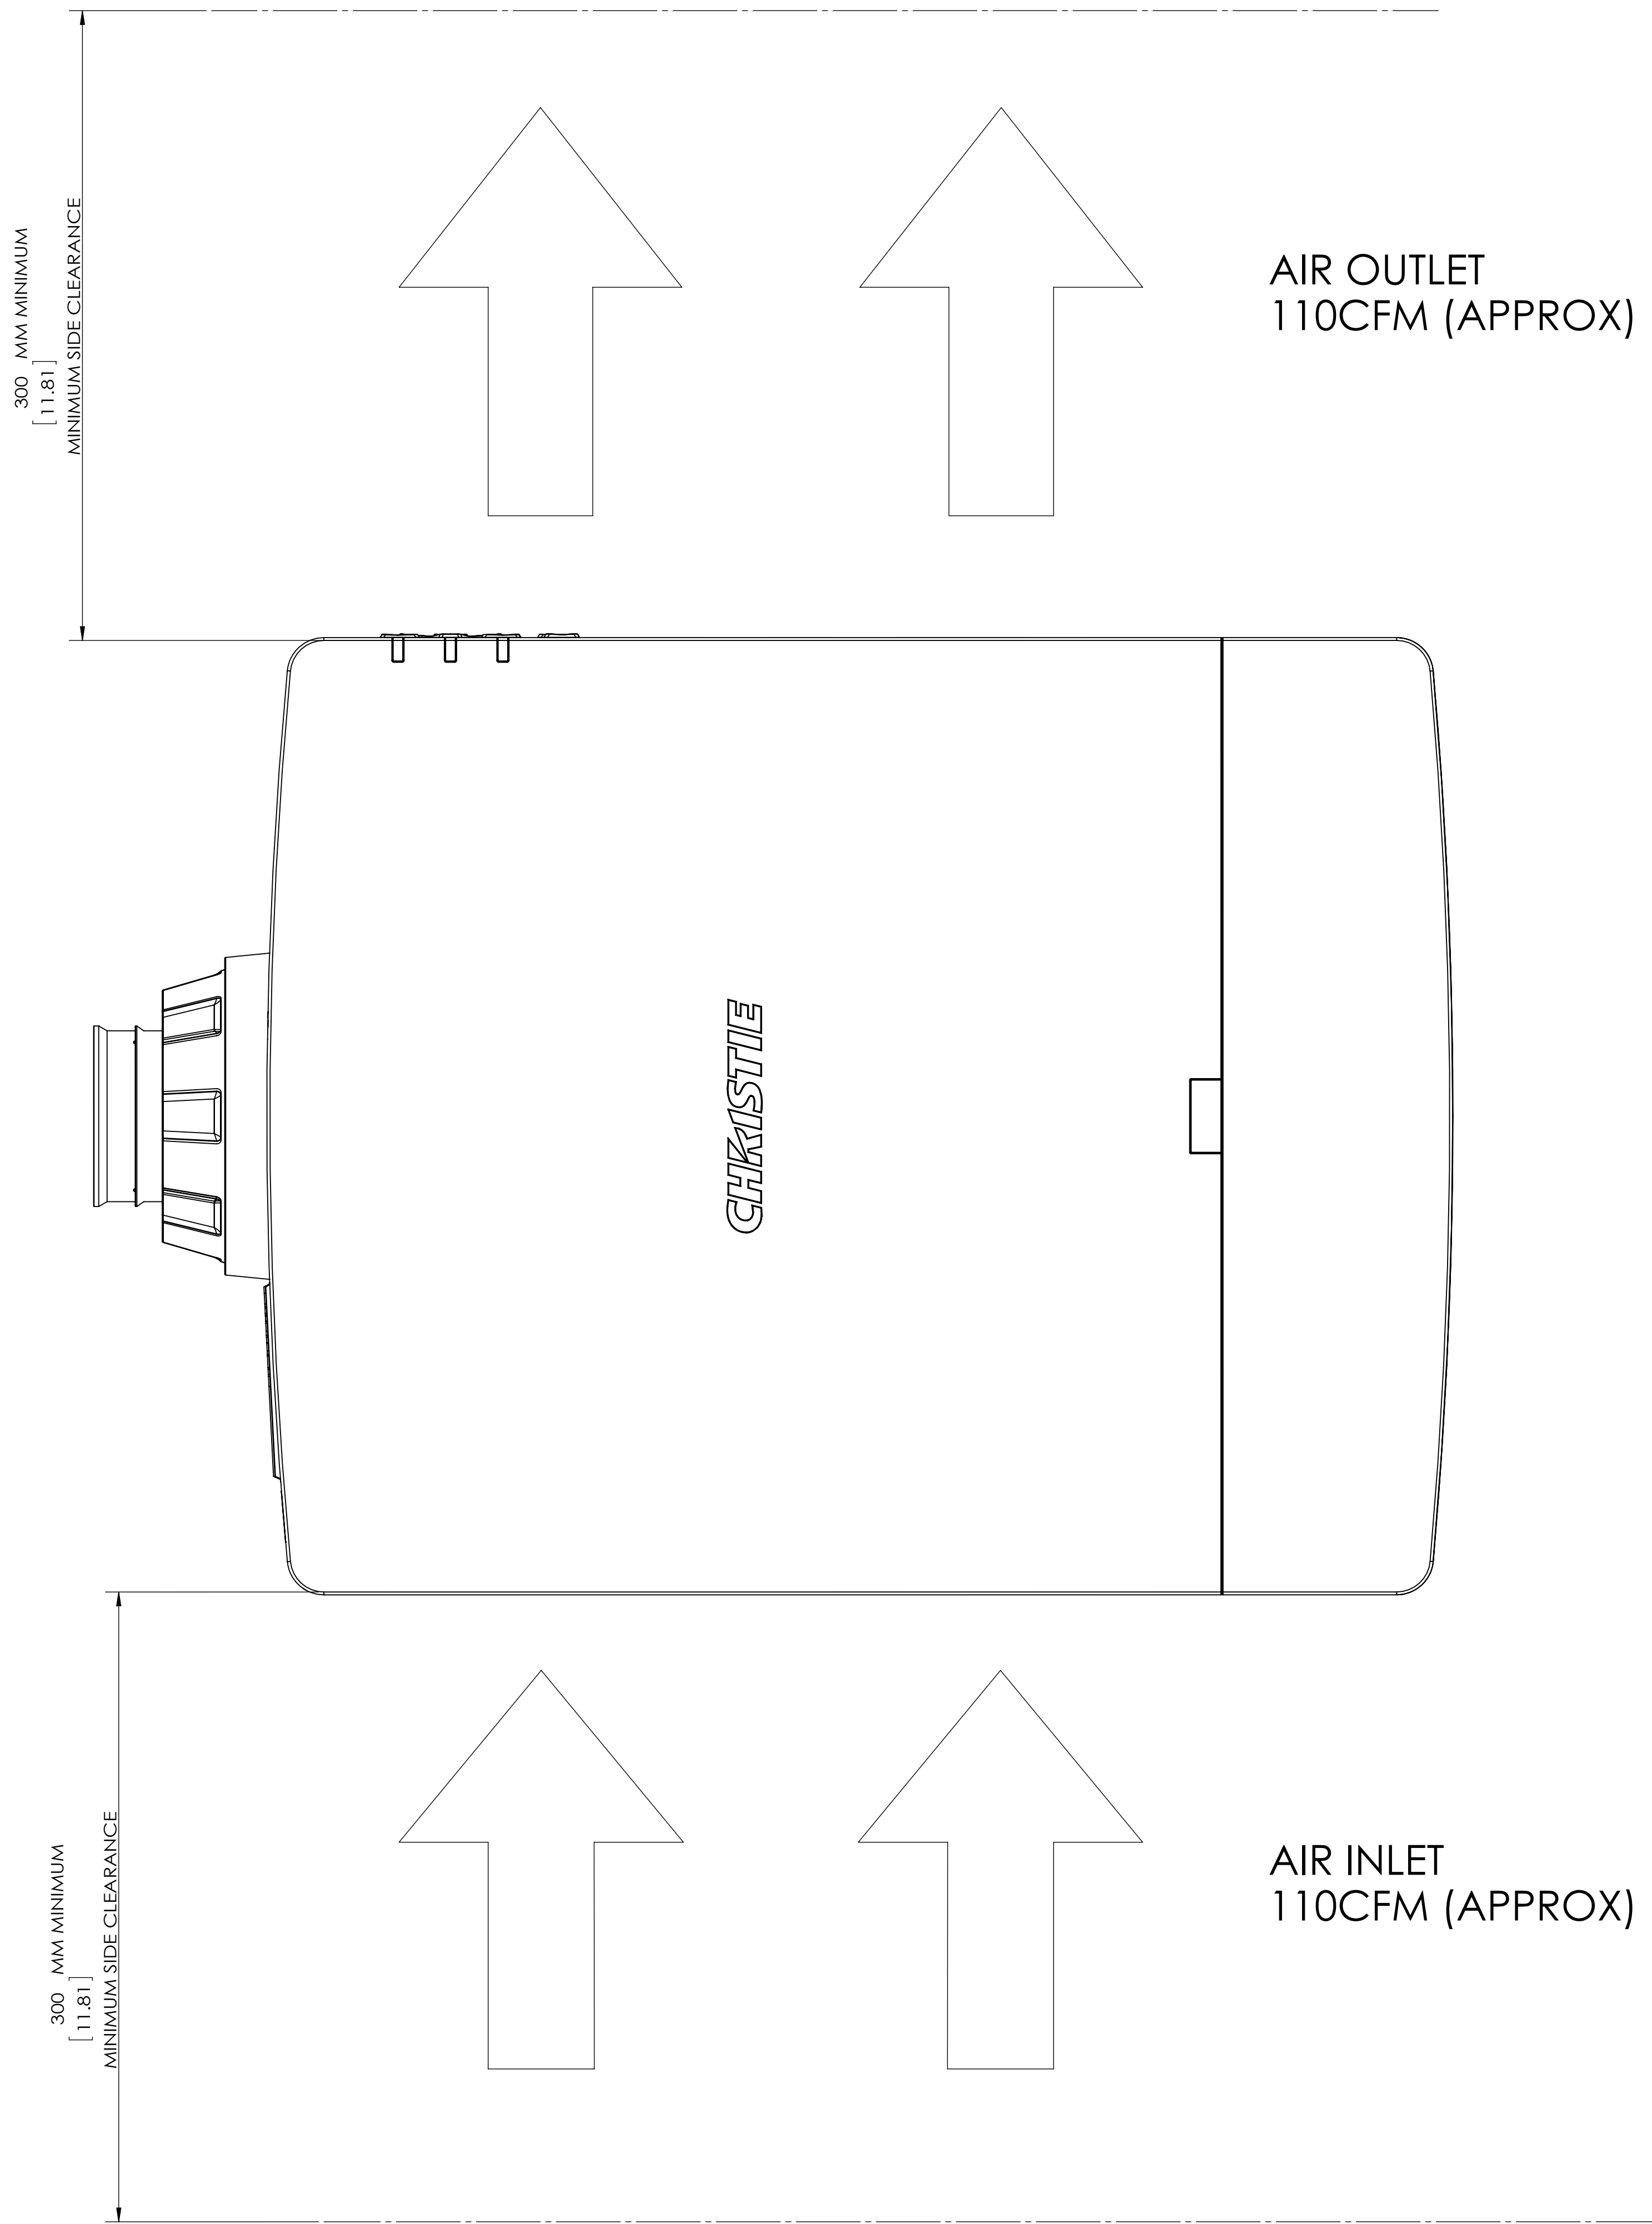 300 MM MINIMUM
[11.81]
MINIMUM SIDE CLEARANCE
AIR OUTLET
110CFM (APPROX)
CHRISTIE
300 MM MINIMUM
[11.81]
MINIMUM SIDE CLEARANCE
AIR INLET
110CFM (APPROX)